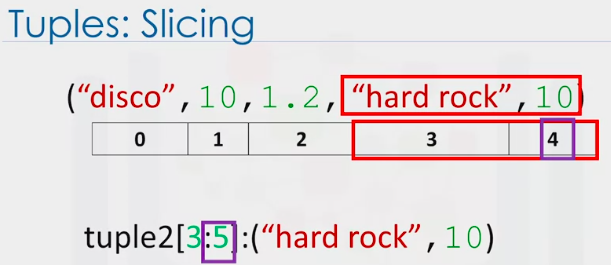 Tuples: Slicing
(“disco”, 10, 1.2, “hard rock”, 10)
0 1 2 3 4
tuple2[3:5]:(“hard rock”, 10)